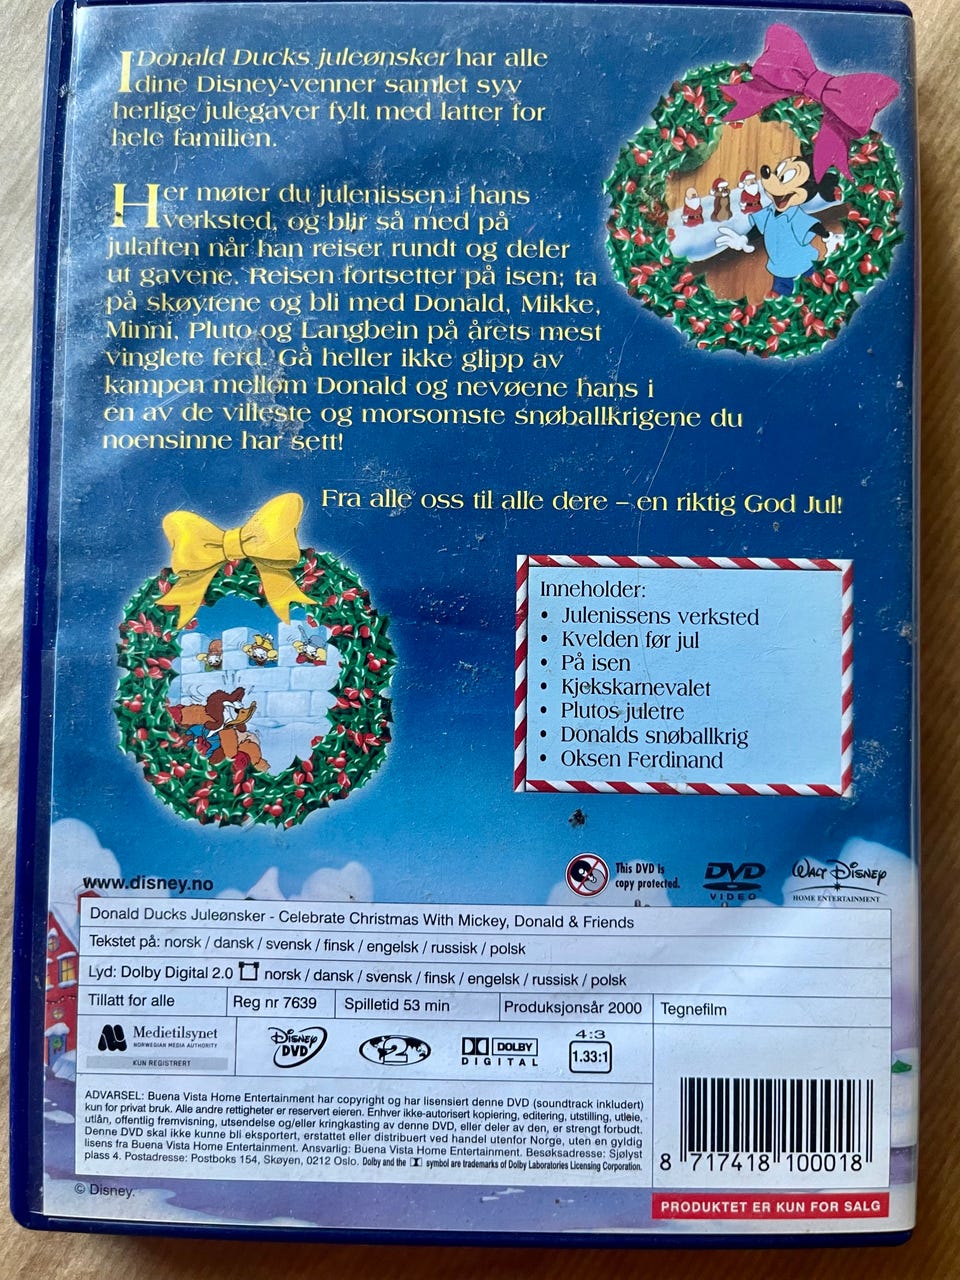 I Donald Ducks juleønsker har alle
dine Disney-venner samlet syv
herlige julegaver fylt med latter for
hele familien.
Her møter du julenissen i hans
verksted, og blir så med på
julaften når han reiser rundt og deler
ut gavene. Reisen fortsetter på isen; ta
på skøytene og bli med Donald, Mikke,
Minni, Pluto og Langbein på årets mest
vinglete ferd. Gå heller ikke glipp av
kampen mellom Donald og nevøene hans i
en av de villeste og morsomste snøballkrigene du
noensinne har sett!
Fra alle oss til alle dere – en riktig God Jul!
Inneholder:
• Julenissens verksted
• Kvelden før jul
• På isen
• Kjekskarnevalet
• Plutos juletre
• Donalds snøballkrig
• Oksen Ferdinand
www.disney.no
This DVD is
copy protected.
DVD
VIDEO
Walt Disney
HOME ENTERTAINMENT
Donald Ducks Juleønsker - Celebrate Christmas With Mickey, Donald & Friends
Tekstet på: norsk / dansk / svensk / finsk / engelsk / russisk / polsk
Lyd: Dolby Digital 2.0 norsk / dansk / svensk / finsk / engelsk / russisk / polsk
Tillatt for alle
Reg nr 7639
Spilletid 53 min
Produksjonsår 2000
Tegnefilm
Medietilsynet
NORWEGIAN MEDIA AUTHORITY
KUN REGISTRERT
Disney
DVD
2
DOLBY
DIGITAL
4:3
1.33:1
ADVARSEL: Buena Vista Home Entertainment har copyright og har lisensiert denne DVD (soundtrack inkludert)
kun for privat bruk. Alle andre rettigheter er reservert eieren. Enhver ikke-autorisert kopiering, editering, utstilling, utleie,
utlån, offentlig fremvisning, utsendelse og/eller kringkasting av denne DVD, eller deler av den, er strengt forbudt.
Denne DVD skal ikke kunne bli eksportert, erstattet eller distribuert ved handel utenfor Norge, uten en gyldig
lisens fra Buena Vista Home Entertainment. Ansvarlig: Buena Vista Home Entertainment. Besøksadresse: Sjølyst
plass 4. Postadresse: Postboks 154, Skøyen, 0212 Oslo. Dolby and the symbol are trademarks of Dolby Laboratories Licensing Corporation.
8 717418 100018
© Disney.
PRODUKTET ER KUN FOR SALG